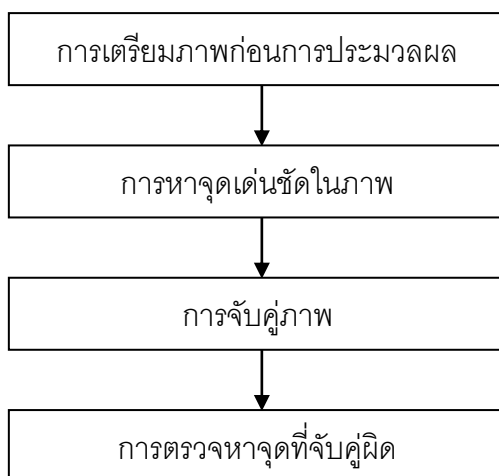 การเตรียมภาพก่อนการประมวลผล
การหาจุดเด่นชัดในภาพ
การจับคู่ภาพ
การตรวจหาจุดที่จับคู่ผิด